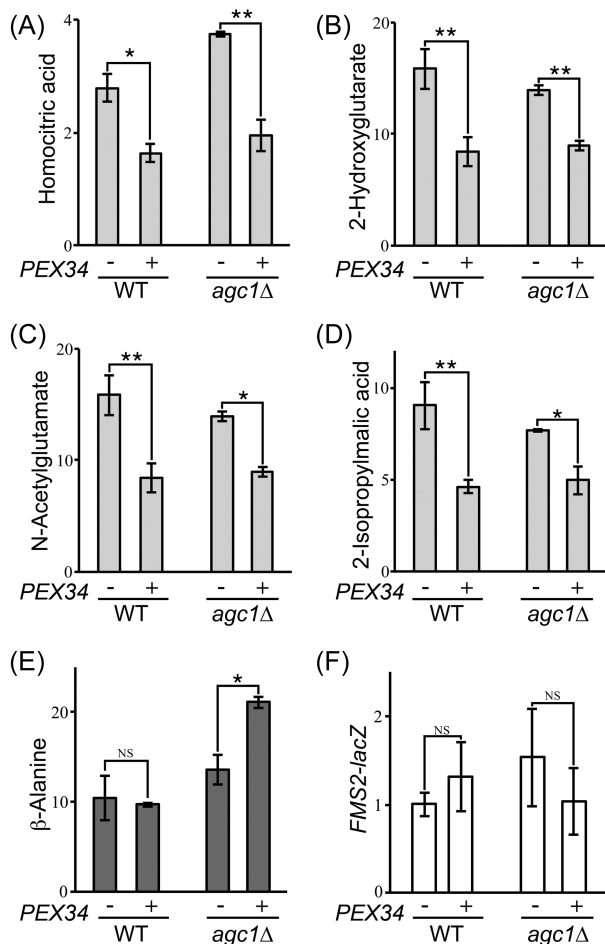 (A)
Homocitric acid
4
2
0
*
**
PEX34 - + - +
WT agc1Δ
(B)
2-Hydroxyglutarate
20
10
0
**
**
PEX34 - + - +
WT agc1Δ
(C)
N-Acetylglutamate
20
10
0
**
*
PEX34 - + - +
WT agc1Δ
(D)
2-Isopropylmalic acid
10
5
0
**
*
PEX34 - + - +
WT agc1Δ
(E)
β-Alanine
20
10
0
NS
*
PEX34 - + - +
WT agc1Δ
(F)
FMS2-lacZ
2
1
0
NS
NS
PEX34 - + - +
WT agc1Δ